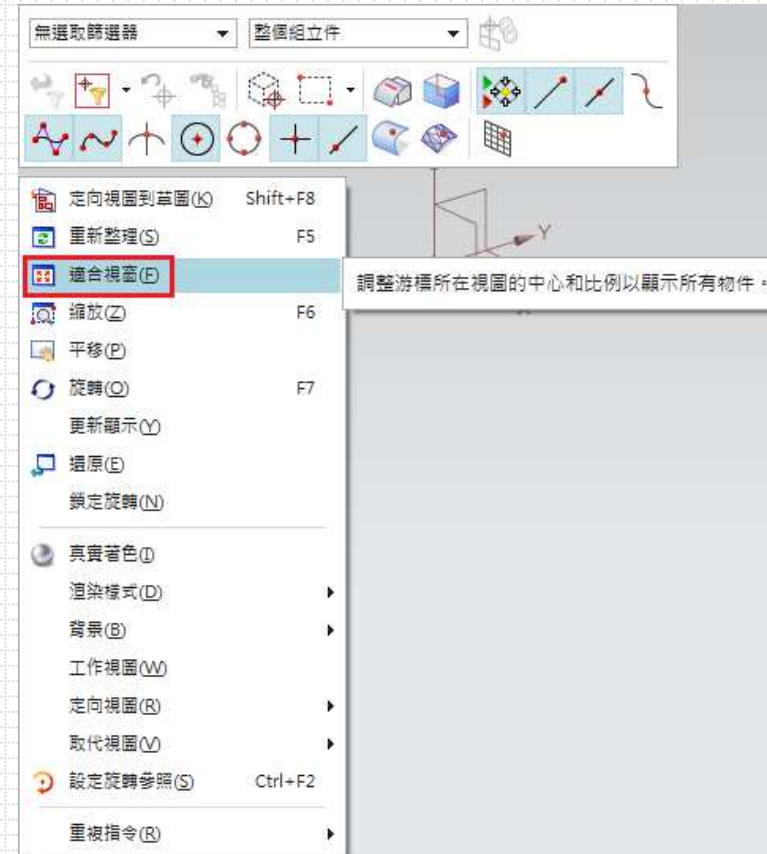 無選取篩選器 整個組立件
定向視圖到草圖(K) Shift+F8
Y
重新整理(S) F5
適合視窗(F)
調整游標所在視圖的中心和比例以顯示所有物件。
縮放(Z) F6
平移(P)
旋轉(O) F7
更新顯示(Y)
還原(E)
鎖定旋轉(N)
真實著色(I)
渲染樣式(D)
背景(B)
工作視圖(W)
定向視圖(R)
取代視圖(V)
設定旋轉參照(S) Ctrl+F2
重複指令(R)